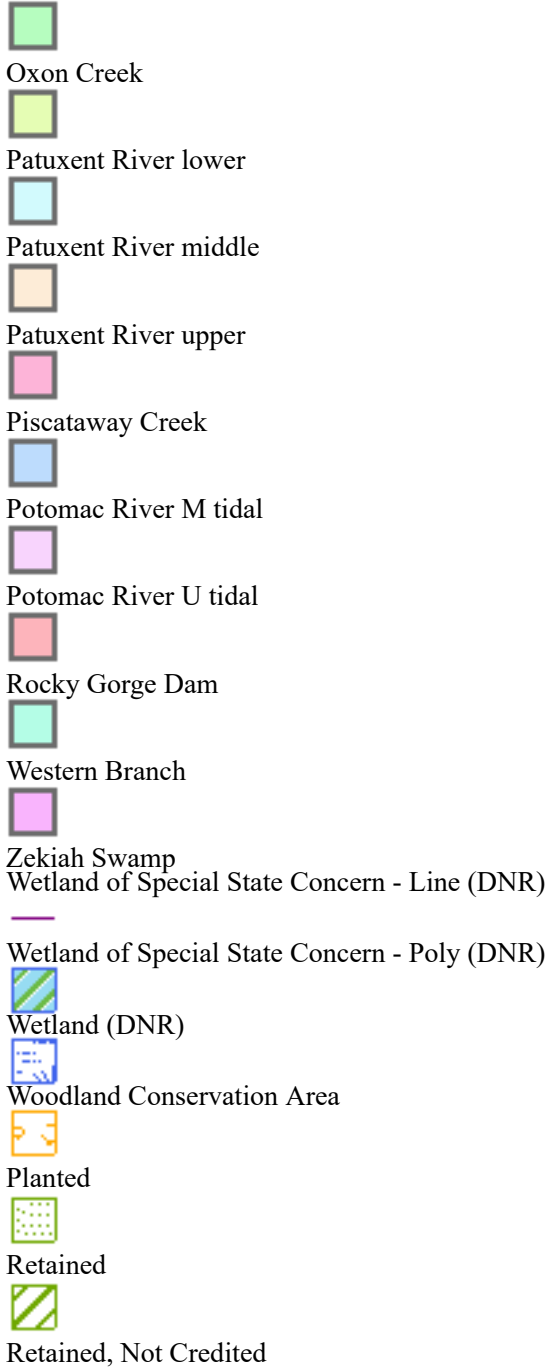 Oxon Creek
Patuxent River lower
Patuxent River middle
Patuxent River upper
Piscataway Creek
Potomac River M tidal
Potomac River U tidal
Rocky Gorge Dam
Western Branch
Zekiah Swamp
Wetland of Special State Concern - Line (DNR)
Wetland of Special State Concern - Poly (DNR)
Wetland (DNR)
Woodland Conservation Area
Planted
Retained
Retained, Not Credited